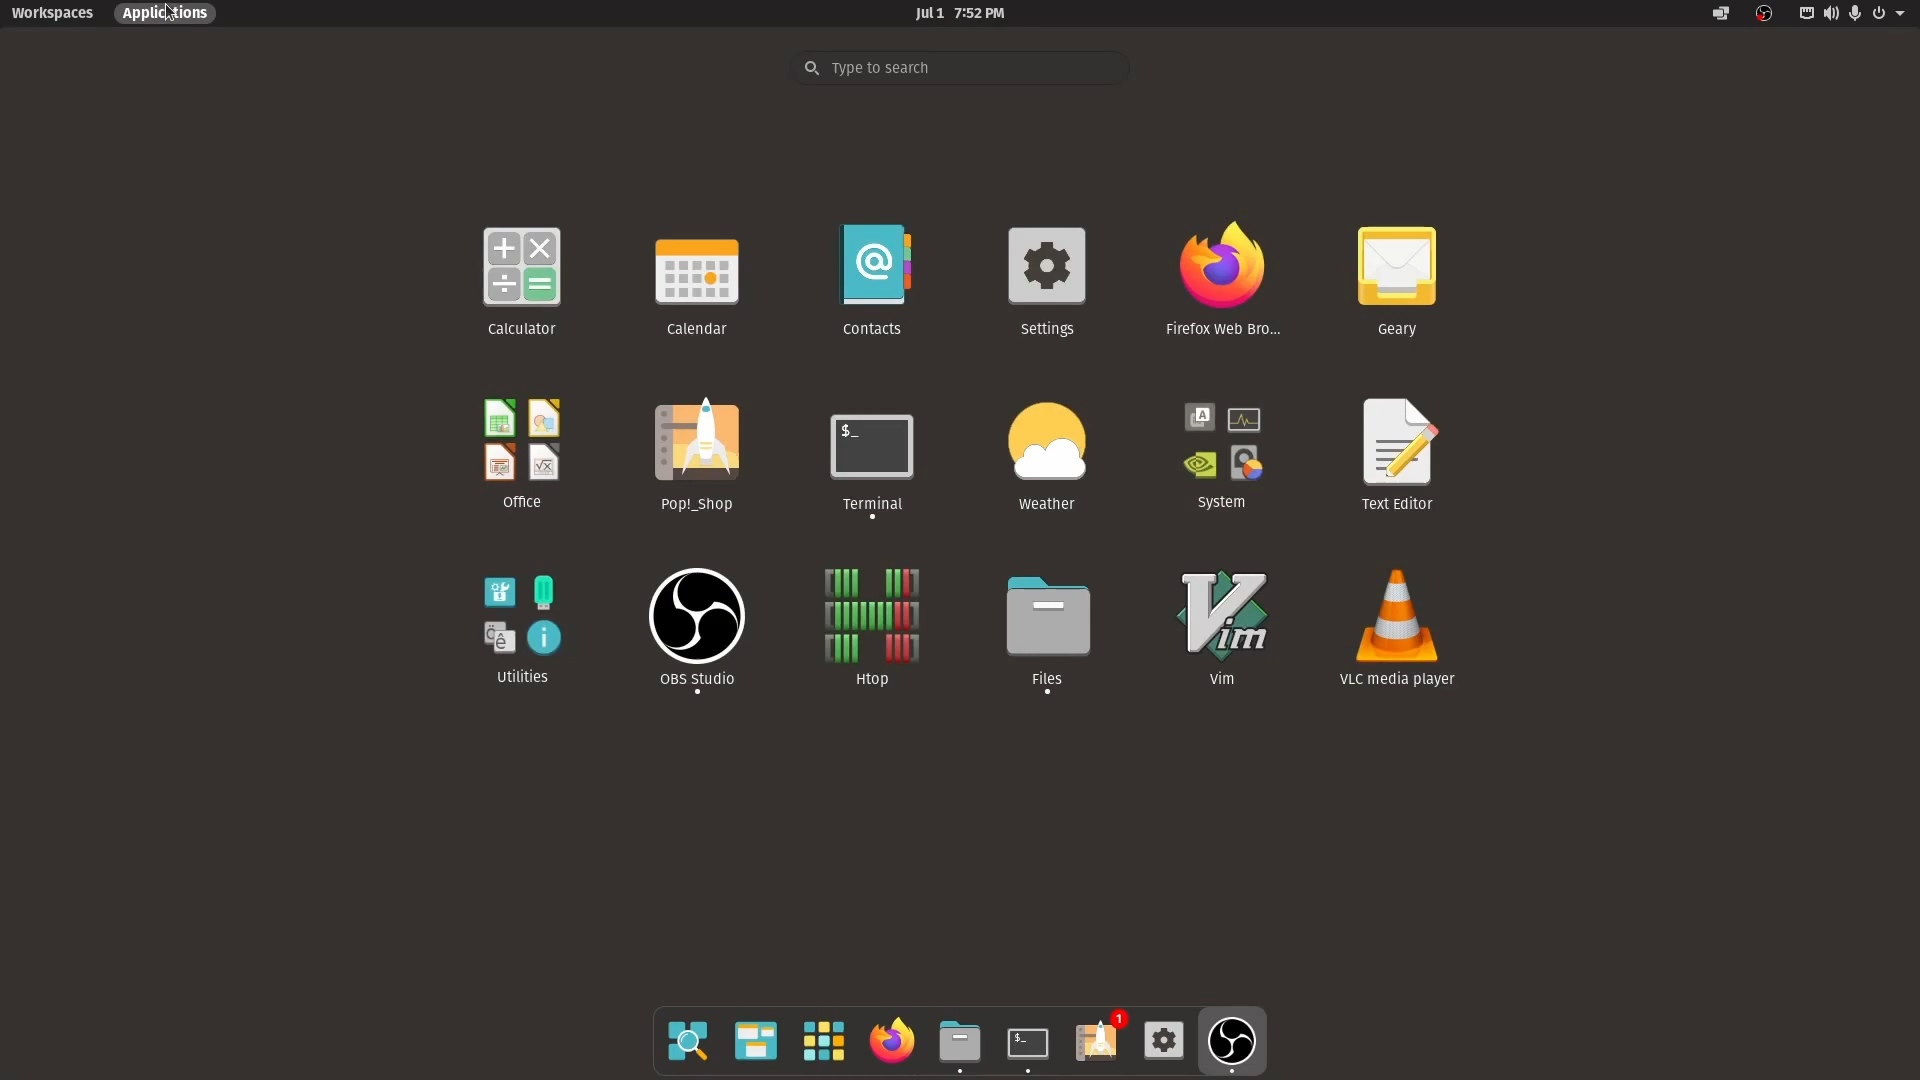 Workspaces Applications Jul 1 7:52 PM
Type to search
Calculator Calendar Contacts Settings Firefox Web Bro... Geary
Office Pop!_Shop Terminal Weather System Text Editor
Utilities OBS Studio Htop Files Vim VLC media player
1